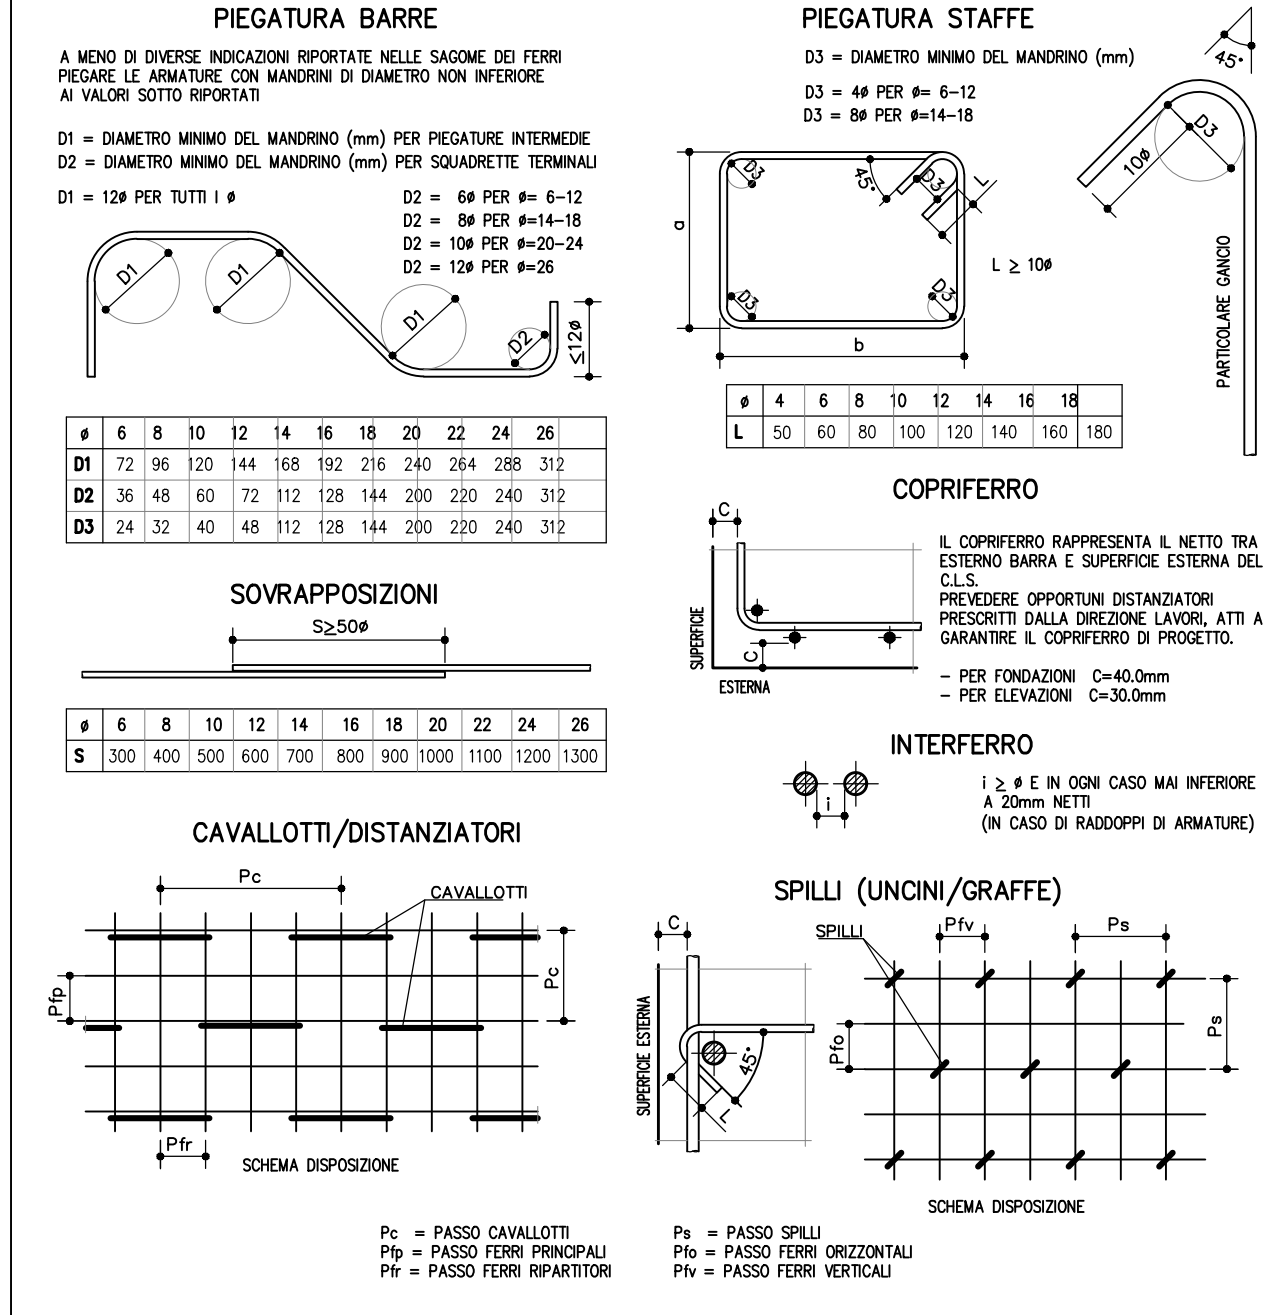 PIEGATURA BARRE
A MENO DI DIVERSE INDICAZIONI RIPORTATE NELLE SAGOME DEI FERRI
PIEGARE LE ARMATURE CON MANDRINI DI DIAMETRO NON INFERIORE
AI VALORI SOTTO RIPORTATI
D1 = DIAMETRO MINIMO DEL MANDRINO (mm) PER PIEGATURE INTERMEDIE
D2 = DIAMETRO MINIMO DEL MANDRINO (mm) PER SQUADRETTE TERMINALI
D1 = 12ø PER TUTTI I ø
D2 = 6ø PER ø= 6-12
D2 = 8ø PER ø=14-18
D2 = 10ø PER ø=20-24
D2 = 12ø PER ø=26
D1
D1
D1
D2
≤12ø
ø 6 8 10 12 14 16 18 20 22 24 26
D1 72 96 120 144 168 192 216 240 264 288 312
D2 36 48 60 72 112 128 144 200 220 240 312
D3 24 32 40 48 112 128 144 200 220 240 312
SOVRAPPOSIZIONI
S≥50ø
ø 6 8 10 12 14 16 18 20 22 24 26
S 300 400 500 600 700 800 900 1000 1100 1200 1300
CAVALLOTTI/DISTANZIATORI
Pc
CAVALLOTTI
Pc
Pfp
Pfr
SCHEMA DISPOSIZIONE
Pc = PASSO CAVALLOTTI
Pfp = PASSO FERRI PRINCIPALI
Pfr = PASSO FERRI RIPARTITORI
PIEGATURA STAFFE
D3 = DIAMETRO MINIMO DEL MANDRINO (mm)
D3 = 4ø PER ø= 6-12
D3 = 8ø PER ø=14-18
45°
D3
10ø
PARTICOLARE GANCIO
D3
45°
D3
L
a
L ≥ 10ø
D3
D3
b
ø 4 6 8 10 12 14 16 18
L 50 60 80 100 120 140 160 180
COPRIFERRO
C
SUPERFICIE
C
ESTERNA
IL COPRIFERRO RAPPRESENTA IL NETTO TRA
ESTERNO BARRA E SUPERFICIE ESTERNA DEL
C.L.S.
PREVEDERE OPPORTUNI DISTANZIATORI
PRESCRITTI DALLA DIREZIONE LAVORI, ATTI A
GARANTIRE IL COPRIFERRO DI PROGETTO.
- PER FONDAZIONI C=40.0mm
- PER ELEVAZIONI C=30.0mm
INTERFERRO
i
i ≥ ø E IN OGNI CASO MAI INFERIORE
A 20mm NETTI
(IN CASO DI RADDOPPI DI ARMATURE)
SPILLI (UNCINI/GRAFFE)
C
SUPERFICIE ESTERNA
45°
L
SPILLI
Pfv
Ps
Pfo
Ps
SCHEMA DISPOSIZIONE
Ps = PASSO SPILLI
Pfo = PASSO FERRI ORIZZONTALI
Pfv = PASSO FERRI VERTICALI